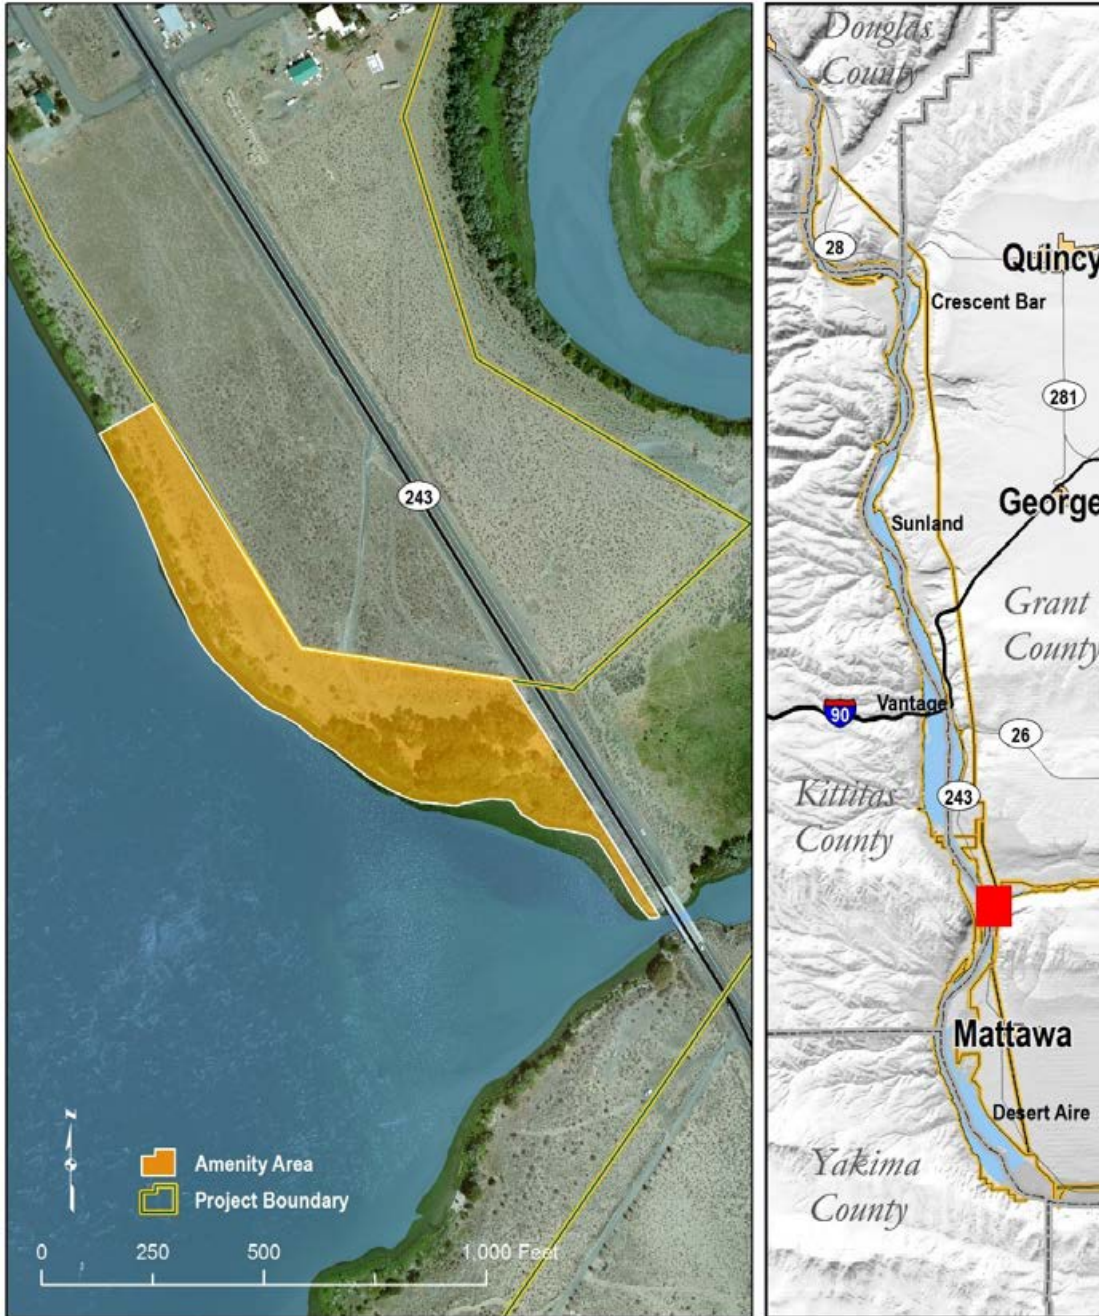 243
N
Amenity Area
Project Boundary
0 250 500 1,000 Feet
Douglas
County
28
Quincy
Crescent Bar
281
Sunland
George
Grant
County
Vantage
90
26
Kittitas
County
243
Mattawa
Desert Aire
Yakima
County